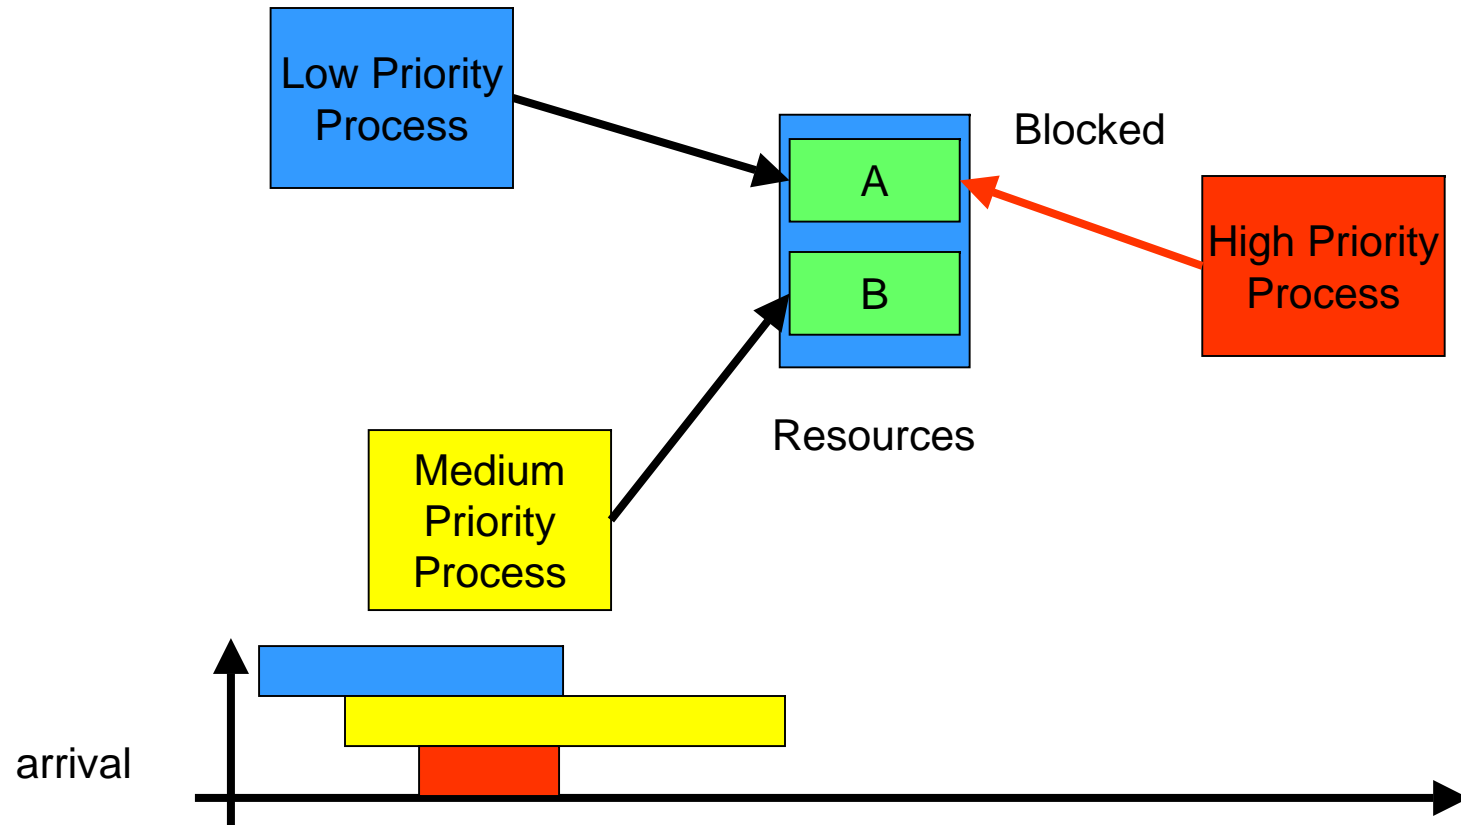 Low Priority
Process
Blocked
A
High Priority
Process
B
Resources
Medium
Priority
Process
arrival